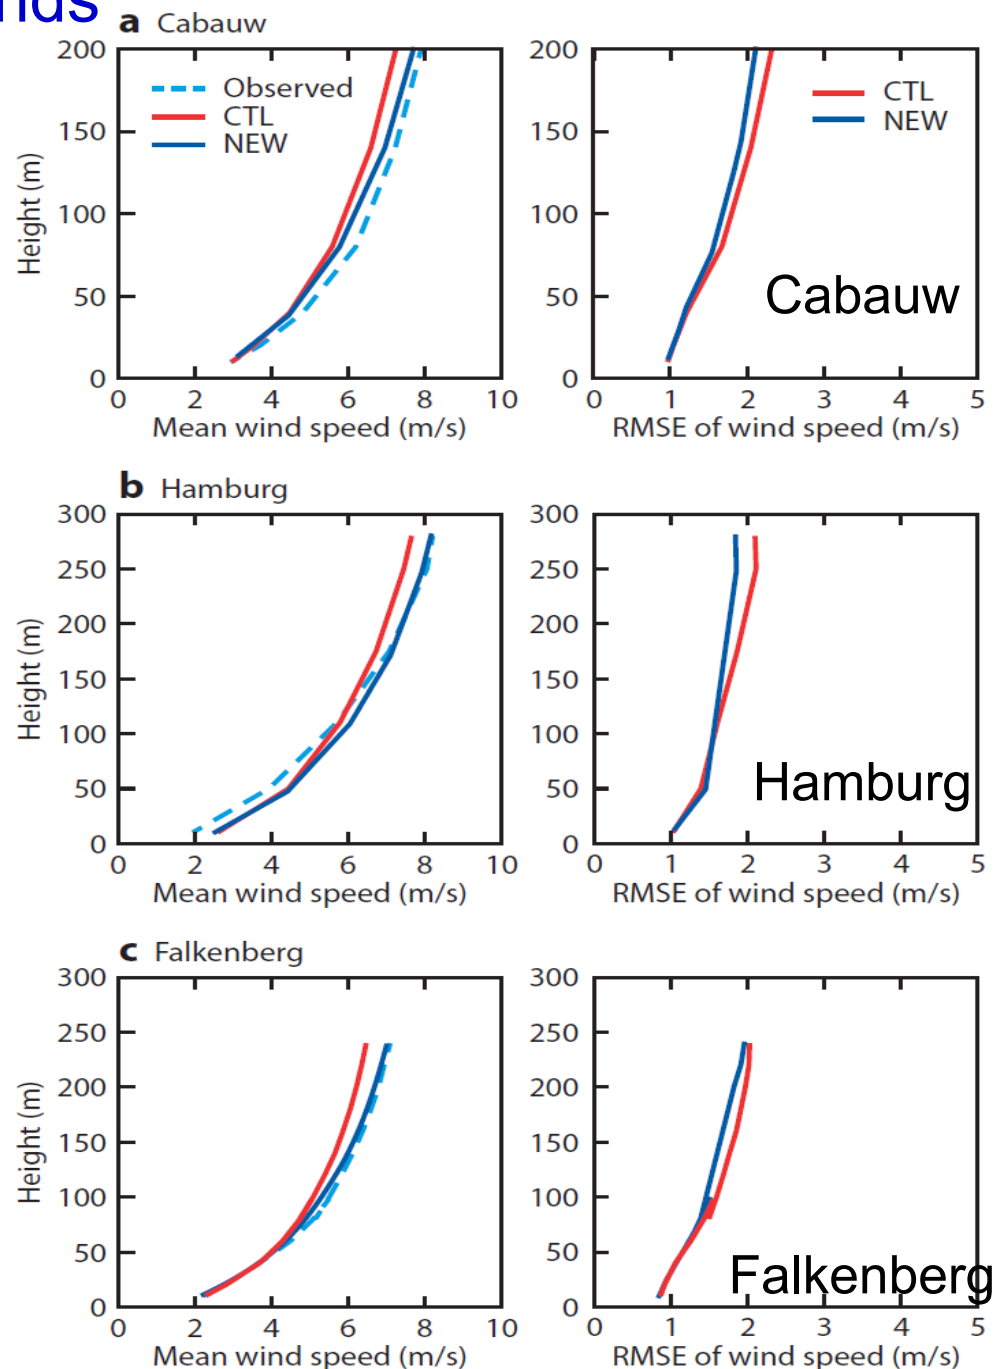 a Cabauw
200
150
100
50
0
Height (m)
Observed
CTL
NEW
0 2 4 6 8 10
Mean wind speed (m/s)
200
150
100
50
0
CTL
NEW
Cabauw
0 1 2 3 4 5
RMSE of wind speed (m/s)
b Hamburg
300
250
200
150
100
50
0
Height (m)
0 2 4 6 8 10
Mean wind speed (m/s)
300
250
200
150
100
50
0
Hamburg
0 1 2 3 4 5
RMSE of wind speed (m/s)
c Falkenberg
300
250
200
150
100
50
0
Height (m)
0 2 4 6 8 10
Mean wind speed (m/s)
300
250
200
150
100
50
0
Falkenberg
0 1 2 3 4 5
RMSE of wind speed (m/s)